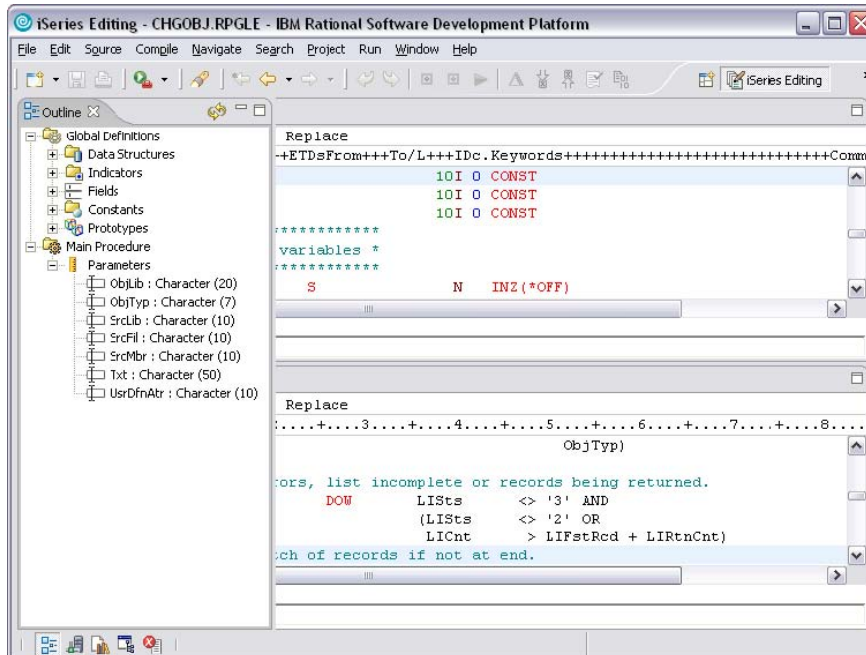 iSeries Editing - CHGOBJ.RPGLE - IBM Rational Software Development Platform
File Edit Source Compile Navigate Search Project Run Window Help
iSeries Editing
Outline
Global Definitions
Data Structures
Indicators
Fields
Constants
Prototypes
Main Procedure
Parameters
ObjLib : Character (20)
ObjTyp : Character (7)
SrcLib : Character (10)
SrcFil : Character (10)
SrcMbr : Character (10)
Txt : Character (50)
UsrDfnAtr : Character (10)
Replace
-+ETDsFrom+++To/L+++IDc.Keywords+++++++++++++++++++++++++++++Comm
10I 0 CONST
10I 0 CONST
10I 0 CONST
************
variables *
************
S N INZ(*OFF)
Replace
....+....3....+....4....+....5....+....6....+....7....+....8....
ObjTyp)
ors, list incomplete or records being returned.
DOW LISts <> '3' AND
(LISts <> '2' OR
LICnt > LIFstRcd + LIRtnCnt)
ch of records if not at end.